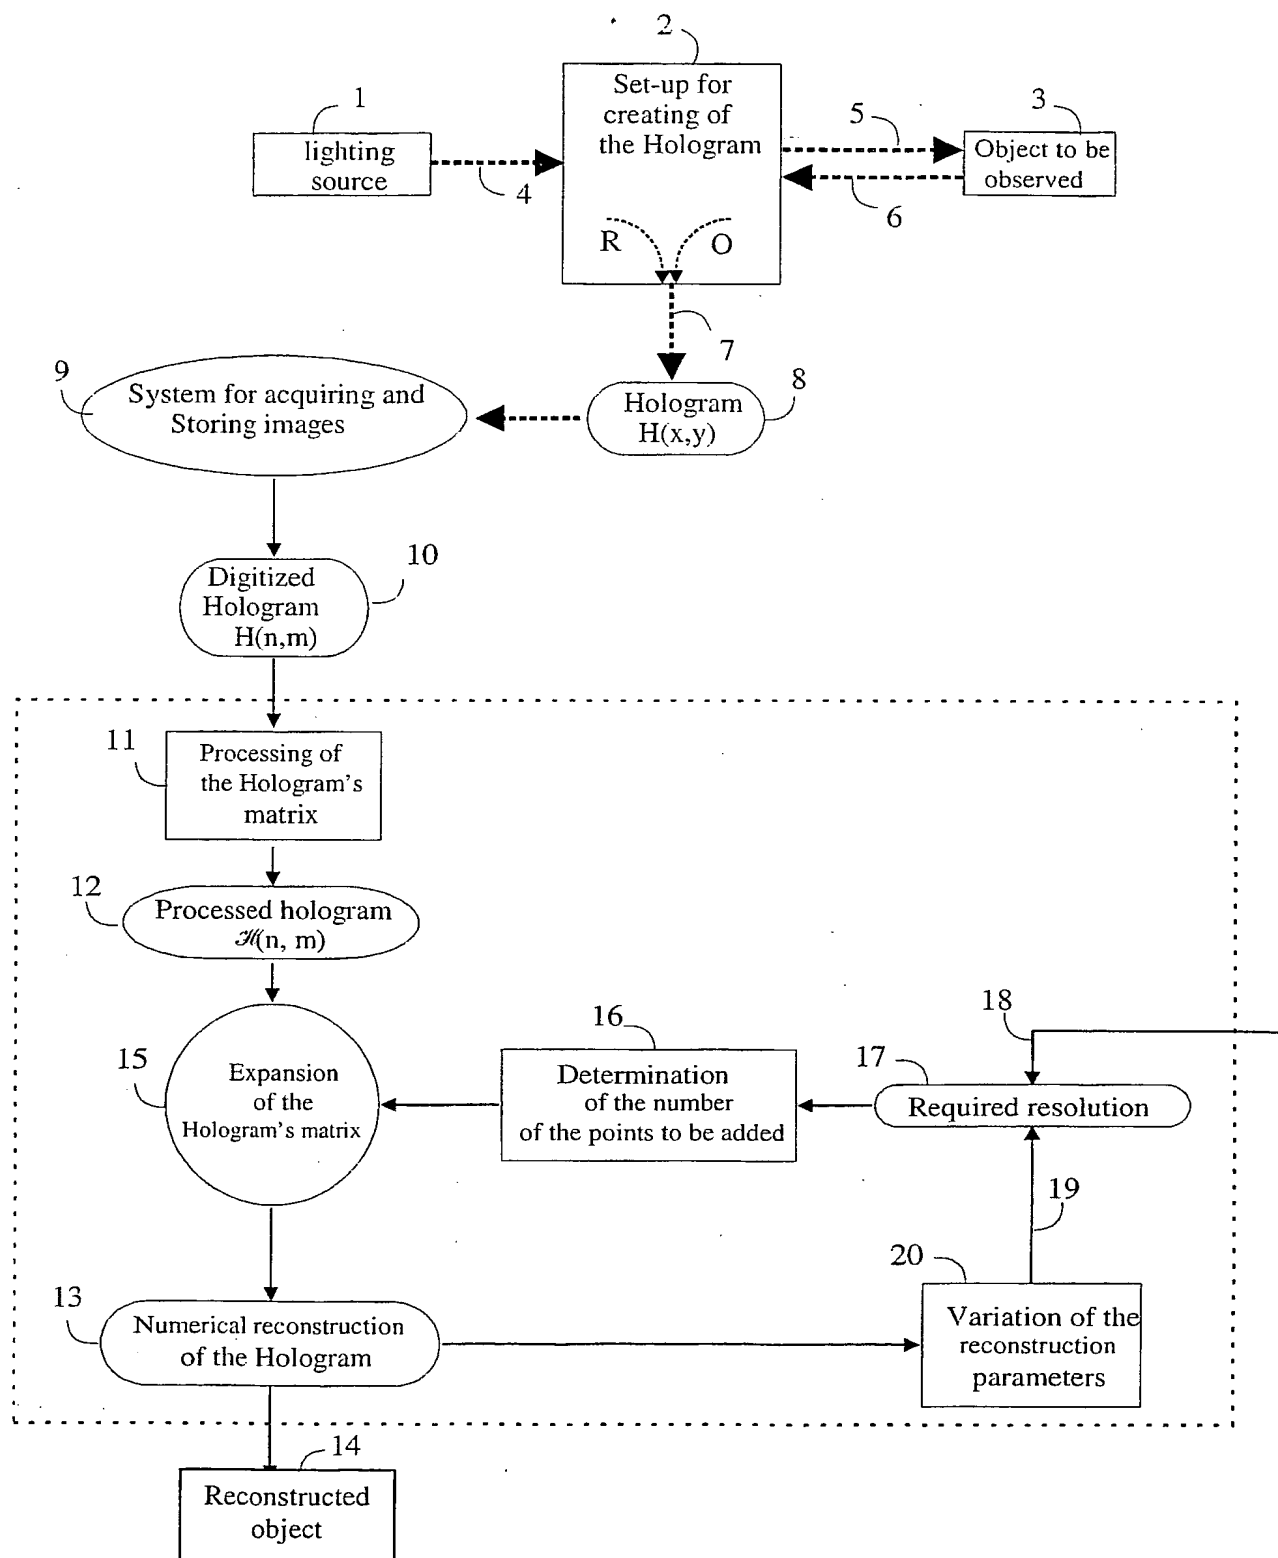 2
Set-up for
creating of
the Hologram
1
lighting
source
4
5
3
Object to be
observed
6
R
O
7
9
System for acquiring and
Storing images
8
Hologram
H(x,y)
10
Digitized
Hologram
H(n,m)
11
Processing of
the Hologram's
matrix
12
Processed hologram
ℋ(n, m)
15
Expansion
of the
Hologram's matrix
16
Determination
of the number
of the points to be added
18
17
Required resolution
19
20
Variation of the
reconstruction
parameters
13
Numerical reconstruction
of the Hologram
14
Reconstructed
object